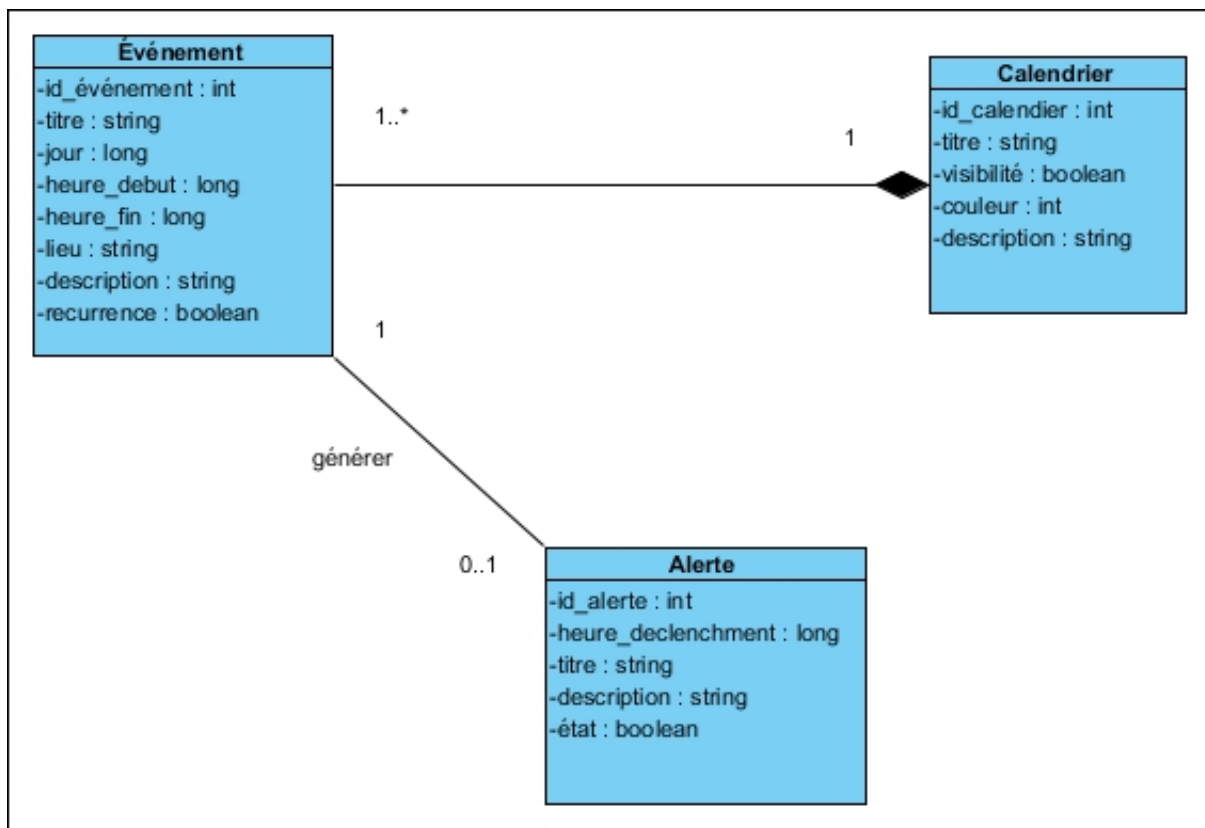 Événement
-id_événement : int
-titre : string
-jour : long
-heure_debut : long
-heure_fin : long
-lieu : string
-description : string
-recurrence : boolean
1..*
1
Calendrier
-id_calendier : int
-titre : string
-visibilité : boolean
-couleur : int
-description : string
1
générer
0..1
Alerte
-id_alerte : int
-heure_declenchment : long
-titre : string
-description : string
-état : boolean